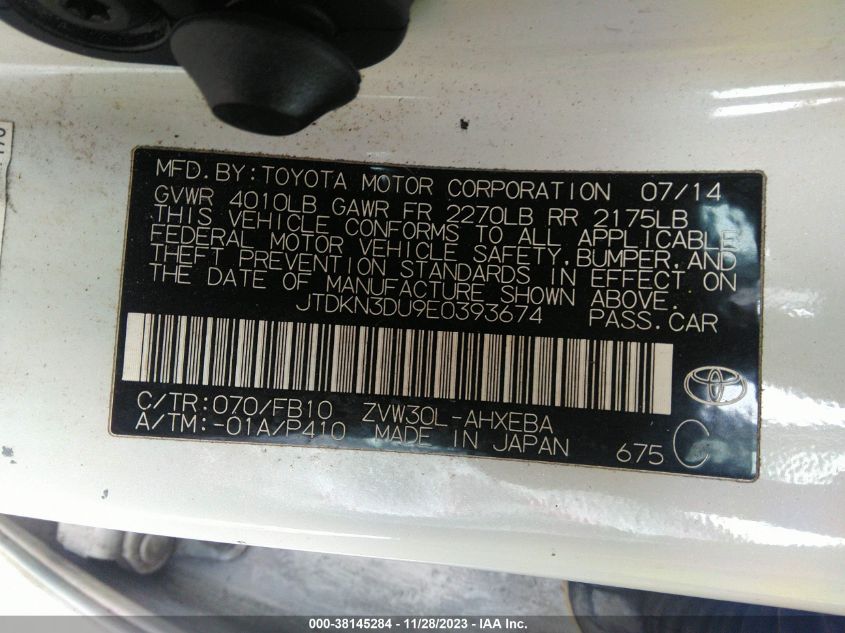 MFD. BY: TOYOTA MOTOR CORPORATION 07/14
GVWR 4010LB GAWR FR 2270LB RR 2175LB
THIS VEHICLE CONFORMS TO ALL APPLICABLE
FEDERAL MOTOR VEHICLE SAFETY, BUMPER, AND
THEFT PREVENTION STANDARDS IN EFFECT ON
THE DATE OF MANUFACTURE SHOWN ABOVE.
JTDKN3DU9E0393674 PASS. CAR
C/TR: 070/FB10 ZVW30L-AHXEBA
A/TM: -01A/P410 MADE IN JAPAN 675 C
000-38145284 - 11/28/2023 - IAA Inc.